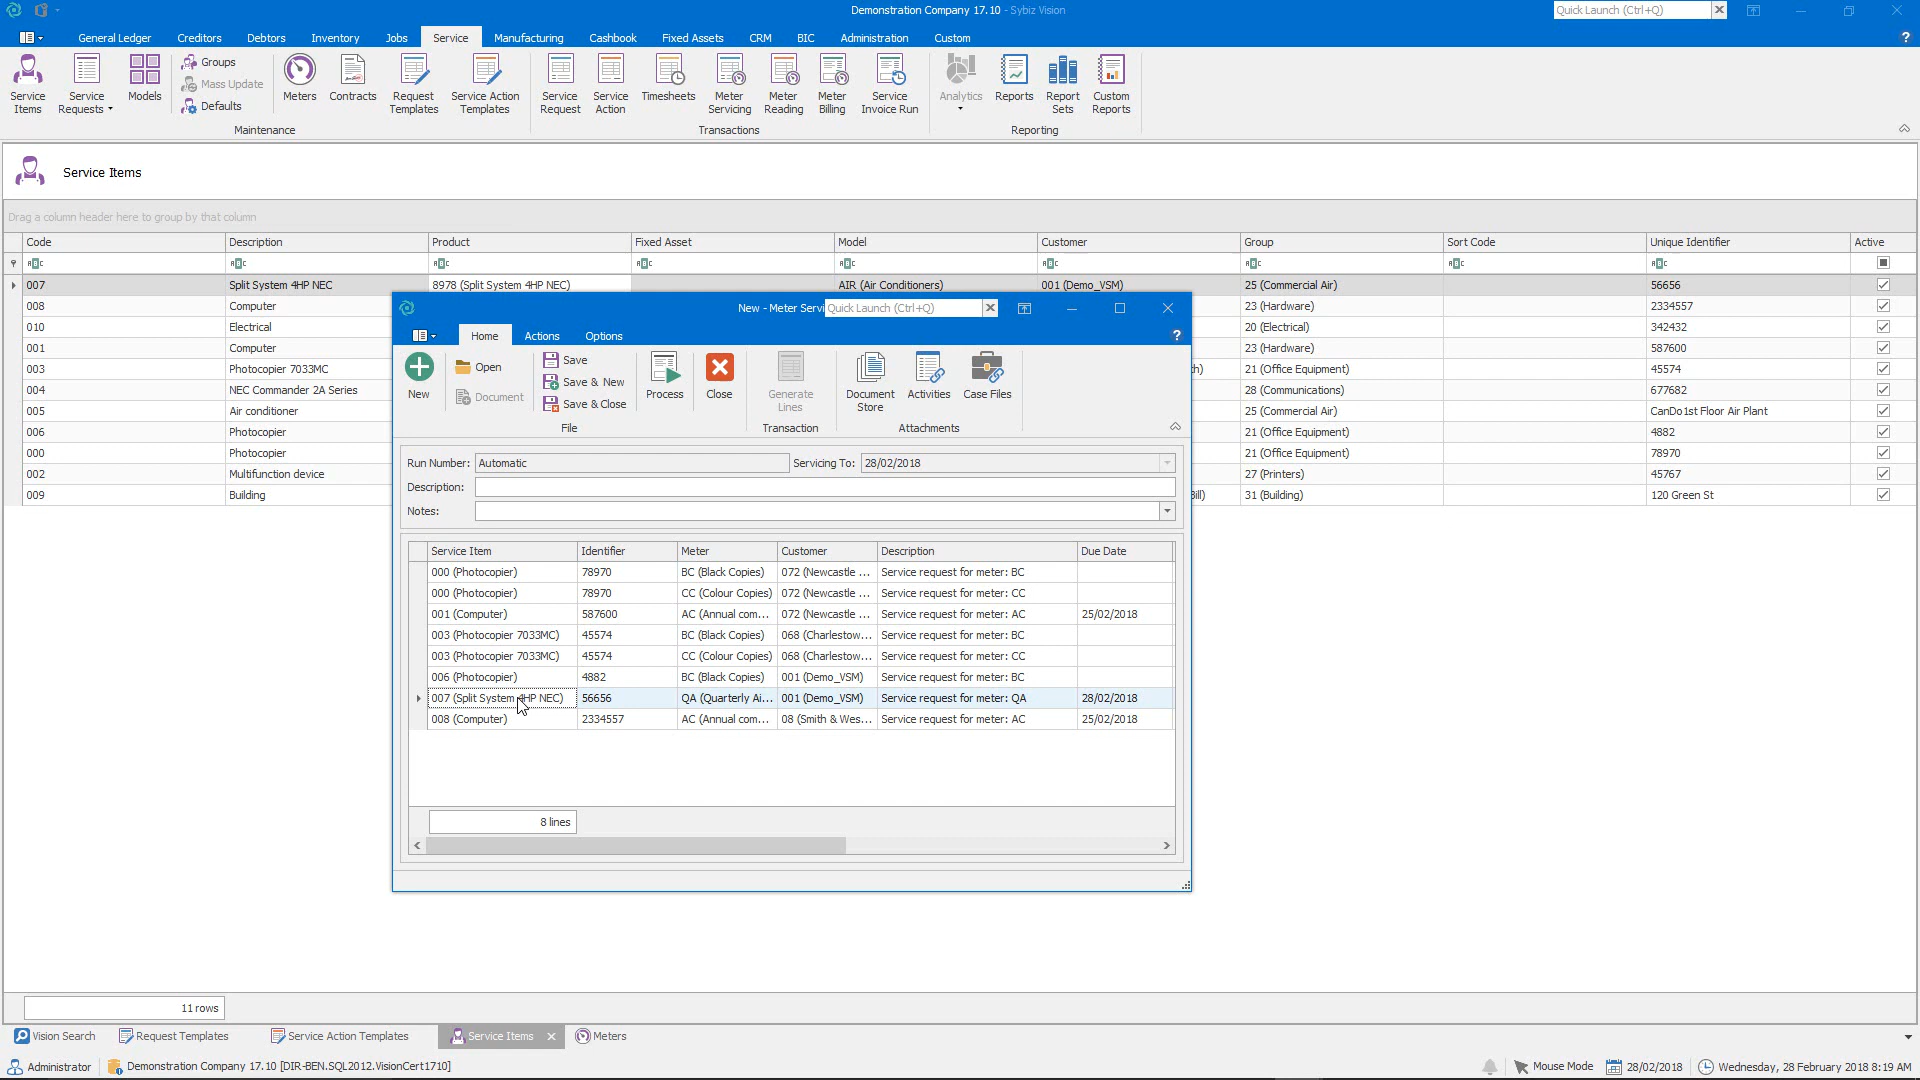 Demonstration Company 17.10 - Sybiz Vision
Quick Launch (Ctrl+Q)
General Ledger Creditors Debtors Inventory Jobs Service Manufacturing Cashbook Fixed Assets CRM BIC Administration Custom
Service Items
Service Requests
Models
Groups
Mass Update
Defaults
Meters
Contracts
Request Templates
Service Action Templates
Service Request
Service Action
Timesheets
Meter Servicing
Meter Reading
Meter Billing
Service Invoice Run
Analytics
Reports
Report Sets
Custom Reports
Maintenance Transactions Reporting
Service Items
Drag a column header here to group by that column
Code Description Product Fixed Asset Model Customer Group Sort Code Unique Identifier Active
007 Split System 4HP NEC 8978 (Split System 4HP NEC) AIR (Air Conditioners) 001 (Demo_VSM) 25 (Commercial Air) 56656
008 Computer 23 (Hardware) 2334557
010 Electrical 20 (Electrical) 342432
001 Computer 23 (Hardware) 587600
003 Photocopier 7033MC 21 (Office Equipment) 45574
004 NEC Commander 2A Series 28 (Communications) 677682
005 Air conditioner 25 (Commercial Air) CanDo1st Floor Air Plant
006 Photocopier 21 (Office Equipment) 4882
000 Photocopier 21 (Office Equipment) 78970
002 Multifunction device 27 (Printers) 45767
009 Building 31 (Building) 120 Green St
New - Meter Servi
Quick Launch (Ctrl+Q)
Home Actions Options
New
Open
Document
Save
Save & New
Save & Close
Process
Close
Generate Lines
Document Store
Activities
Case Files
File Transaction Attachments
Run Number: Automatic Servicing To: 28/02/2018
Description:
Notes:
Service Item Identifier Meter Customer Description Due Date
000 (Photocopier) 78970 BC (Black Copies) 072 (Newcastle ... Service request for meter: BC
000 (Photocopier) 78970 CC (Colour Copies) 072 (Newcastle ... Service request for meter: CC
001 (Computer) 587600 AC (Annual com... 072 (Newcastle ... Service request for meter: AC 25/02/2018
003 (Photocopier 7033MC) 45574 BC (Black Copies) 068 (Charlestow... Service request for meter: BC
003 (Photocopier 7033MC) 45574 CC (Colour Copies) 068 (Charlestow... Service request for meter: CC
006 (Photocopier) 4882 BC (Black Copies) 001 (Demo_VSM) Service request for meter: BC
007 (Split System 4HP NEC) 56656 QA (Quarterly Ai... 001 (Demo_VSM) Service request for meter: QA 28/02/2018
008 (Computer) 2334557 AC (Annual com... 08 (Smith & Wes... Service request for meter: AC 25/02/2018
8 lines
11 rows
Vision Search Request Templates Service Action Templates Service Items Meters
Administrator Demonstration Company 17.10 [DIR-BEN.SQL2012.VisionCert1710] Mouse Mode 28/02/2018 Wednesday, 28 February 2018 8:19 AM